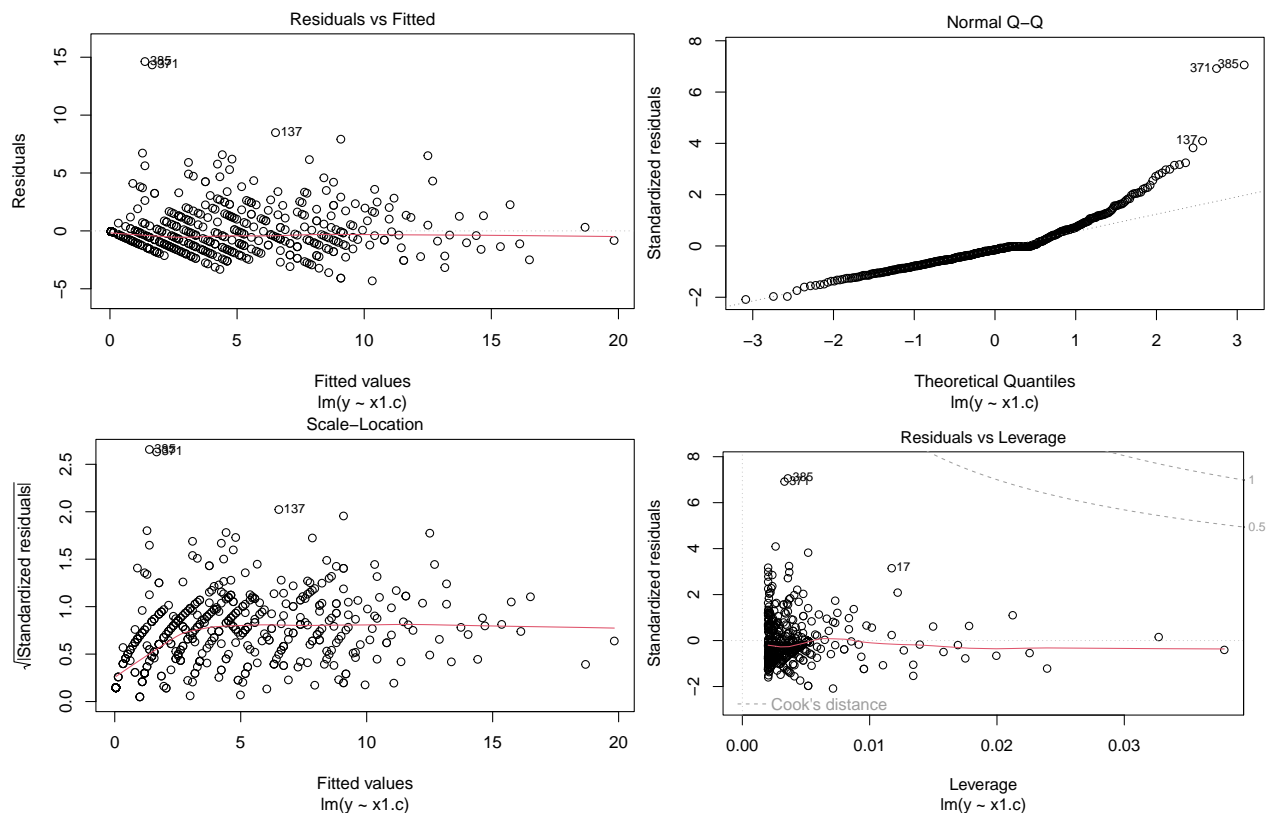 Residuals vs Fitted
Residuals
15
10
5
0
−5
385
371
137
0 5 10 15 20
Fitted values
lm(y ~ x1.c)
Normal Q−Q
Standardized residuals
8
6
4
2
0
−2
371 385
137
−3 −2 −1 0 1 2 3
Theoretical Quantiles
lm(y ~ x1.c)
Scale−Location
√|Standardized residuals|
2.5
2.0
1.5
1.0
0.5
0.0
385
371
137
0 5 10 15 20
Fitted values
lm(y ~ x1.c)
Residuals vs Leverage
Standardized residuals
8
6
4
2
0
−2
385
371
17
1
0.5
Cook's distance
0.00 0.01 0.02 0.03
Leverage
lm(y ~ x1.c)